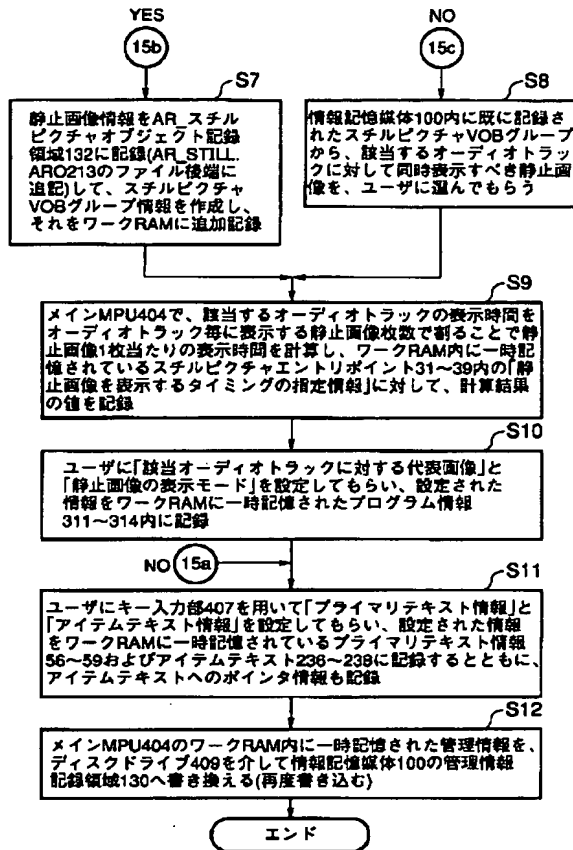 YES
15b
NO
15c
S7
静止画像情報をAR_スチル
ピクチャオブジェクト記録
領域132に記録(AR_STILL.
ARO213のファイル後端に
追記)して、スチルピクチャ
VOBグループ情報を作成し、
それをワークRAMに追加記録
S8
情報記憶媒体100内に既に記録さ
れたスチルピクチャVOBグループ
から、該当するオーディオトラッ
クに対して同時表示すべき静止画
像を、ユーザに選んでもらう
S9
メインMPU404で、該当するオーディオトラックの表示時間を
オーディオトラック毎に表示する静止画像枚数で割ることで静
止画像1枚当たりの表示時間を計算し、ワークRAM内に一時記
憶されているスチルピクチャエントリポイント31〜39内の「静
止画像を表示するタイミングの指定情報」に対して、計算結果
の値を記録
S10
ユーザに「該当オーディオトラックに対する代表画像」と
「静止画像の表示モード」を設定してもらい、設定された
情報をワークRAMに一時記憶されたプログラム情報
311〜314内に記録
NO 15a
S11
ユーザにキー入力部407を用いて「プライマリテキスト情報」と
「アイテムテキスト情報」を設定してもらい、設定された情報
をワークRAMに一時記憶されているプライマリテキスト情報
56〜59およびアイテムテキスト236〜238に記録するとともに、
アイテムテキストへのポインタ情報も記録
S12
メインMPU404のワークRAM内に一時記憶された管理情報を、
ディスクドライブ409を介して情報記憶媒体100の管理情報
記録領域130へ書き換える(再度書き込む)
エンド